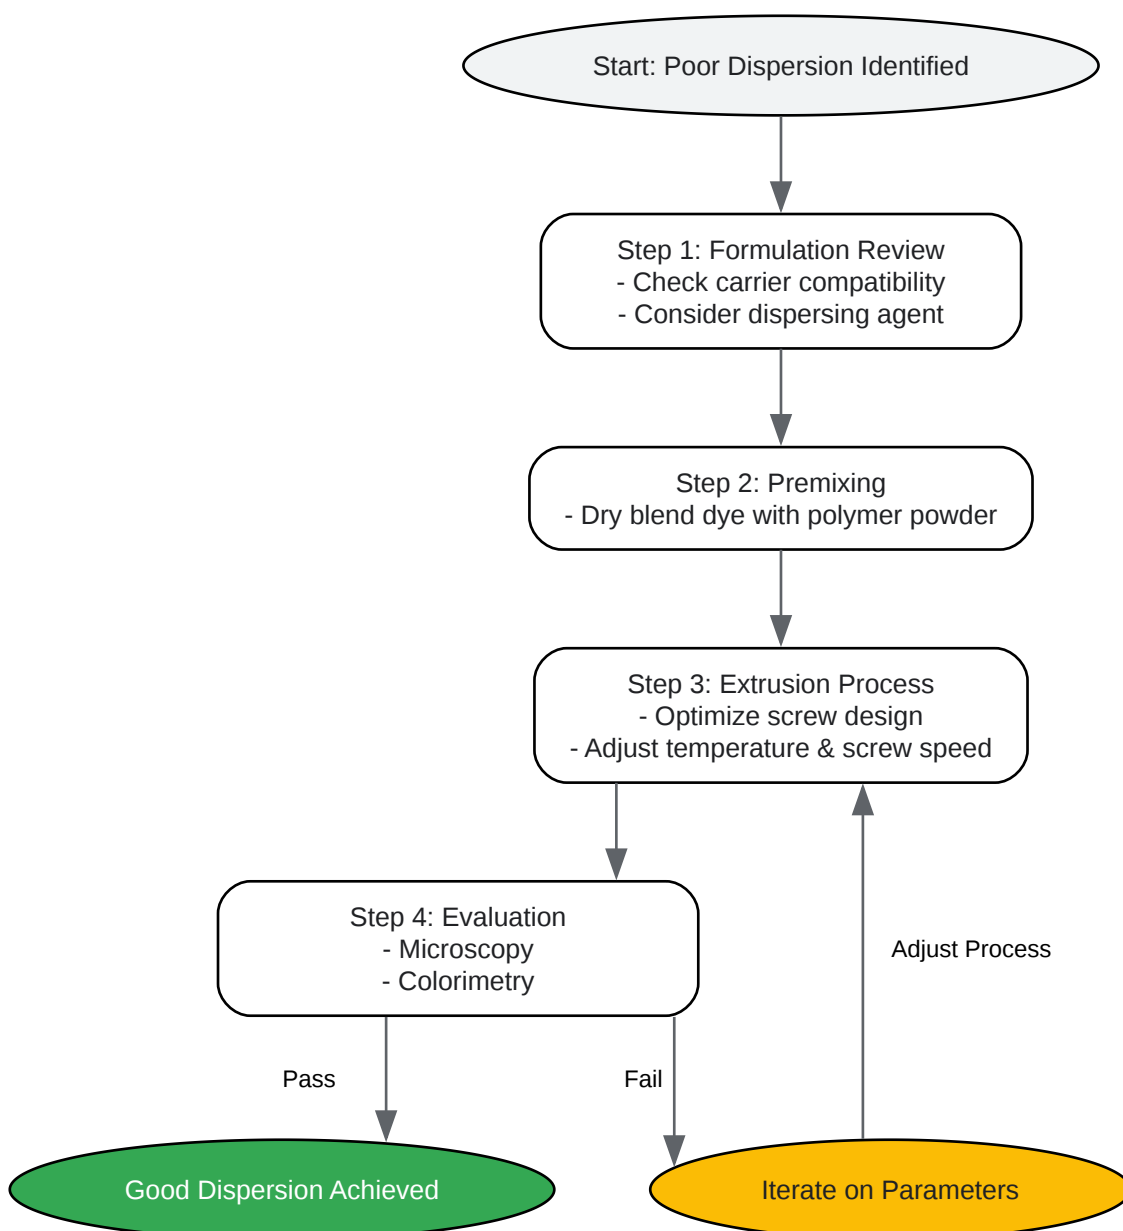 Start: Poor Dispersion Identified
Step 1: Formulation Review
- Check carrier compatibility
- Consider dispersing agent
Step 2: Premixing
- Dry blend dye with polymer powder
Step 3: Extrusion Process
- Optimize screw design
- Adjust temperature & screw speed
Step 4: Evaluation
- Microscopy
- Colorimetry
Adjust Process
Pass
Fail
Good Dispersion Achieved
Iterate on Parameters